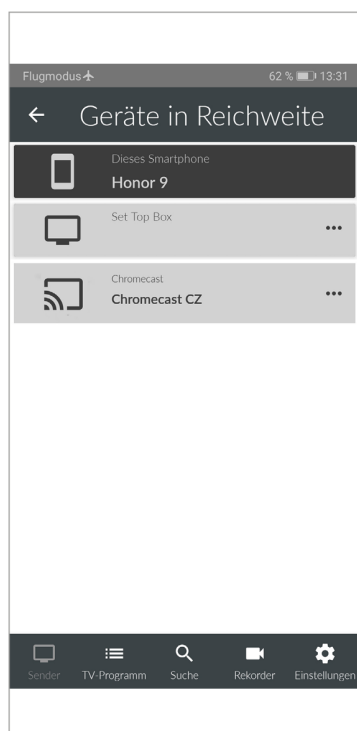 Flugmodus 62 % 13:31
Geräte in Reichweite
Dieses Smartphone
Honor 9
Set Top Box
Chromecast
Chromecast CZ
Sender TV-Programm Suche Rekorder Einstellungen